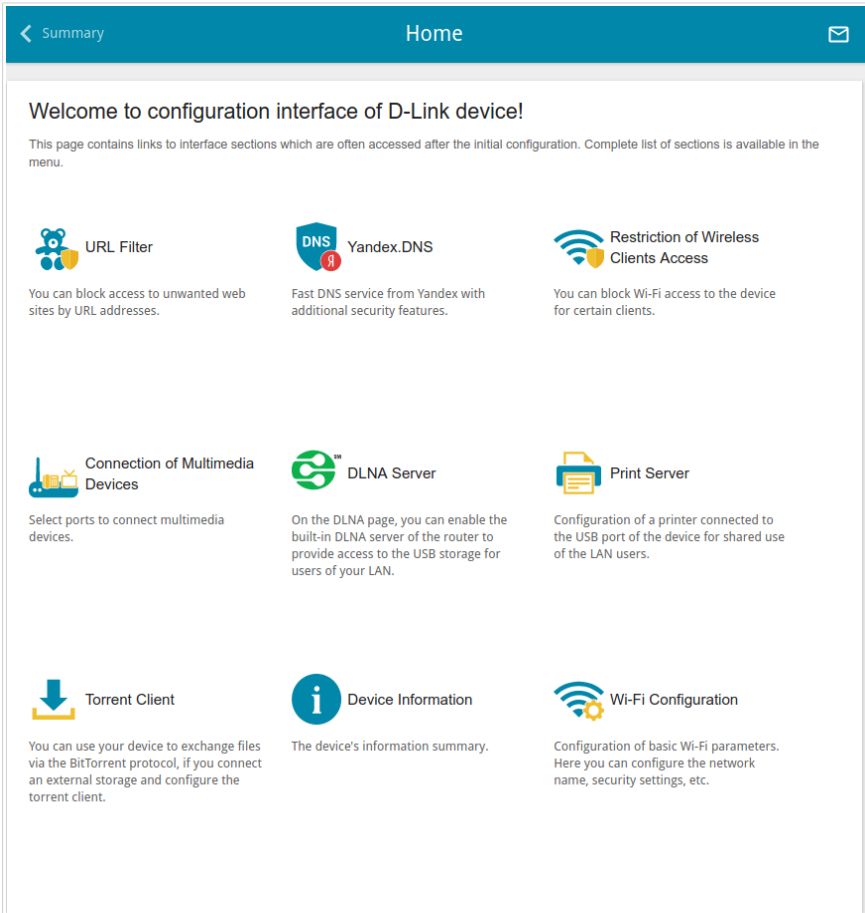 Summary
Home
Welcome to configuration interface of D-Link device!
This page contains links to interface sections which are often accessed after the initial configuration. Complete list of sections is available in the
menu.
URL Filter
You can block access to unwanted web
sites by URL addresses.
DNS
Я
Yandex.DNS
Fast DNS service from Yandex with
additional security features.
Restriction of Wireless
Clients Access
You can block Wi-Fi access to the device
for certain clients.
Connection of Multimedia
Devices
Select ports to connect multimedia
devices.
SM
DLNA Server
On the DLNA page, you can enable the
built-in DLNA server of the router to
provide access to the USB storage for
users of your LAN.
Print Server
Configuration of a printer connected to
the USB port of the device for shared use
of the LAN users.
Torrent Client
You can use your device to exchange files
via the BitTorrent protocol, if you connect
an external storage and configure the
torrent client.
i
Device Information
The device's information summary.
Wi-Fi Configuration
Configuration of basic Wi-Fi parameters.
Here you can configure the network
name, security settings, etc.